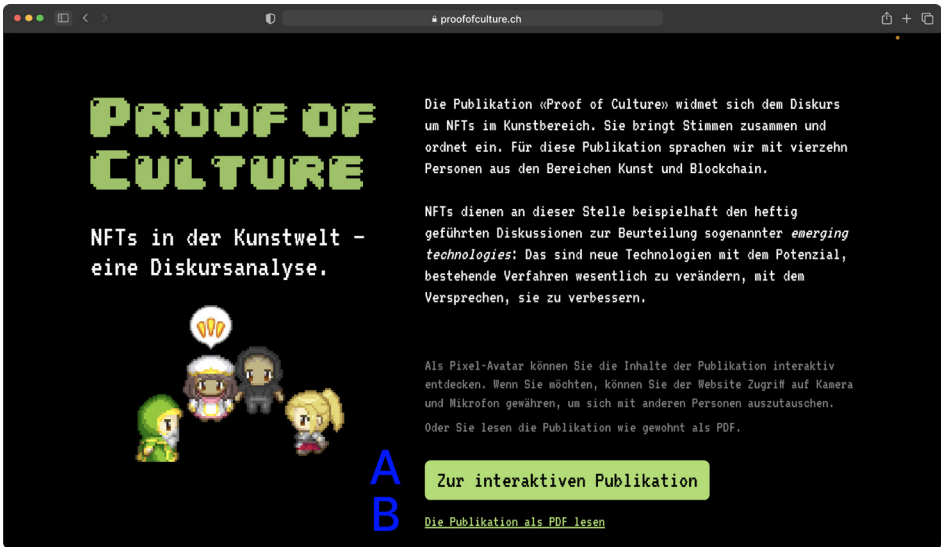 proofofculture.ch
PROOF OF
CULTURE
NFTs in der Kunstwelt –
eine Diskursanalyse.
Die Publikation «Proof of Culture» widmet sich dem Diskurs
um NFTs im Kunstbereich. Sie bringt Stimmen zusammen und
ordnet ein. Für diese Publikation sprachen wir mit vierzehn
Personen aus den Bereichen Kunst und Blockchain.
NFTs dienen an dieser Stelle beispielhaft den heftig
geführten Diskussionen zur Beurteilung sogenannter emerging
technologies: Das sind neue Technologien mit dem Potenzial,
bestehende Verfahren wesentlich zu verändern, mit dem
Versprechen, sie zu verbessern.
Als Pixel-Avatar können Sie die Inhalte der Publikation interaktiv
entdecken. Wenn Sie möchten, können Sie der Website Zugriff auf Kamera
und Mikrofon gewähren, um sich mit anderen Personen auszutauschen.
Oder Sie lesen die Publikation wie gewohnt als PDF.
A Zur interaktiven Publikation
B Die Publikation als PDF lesen